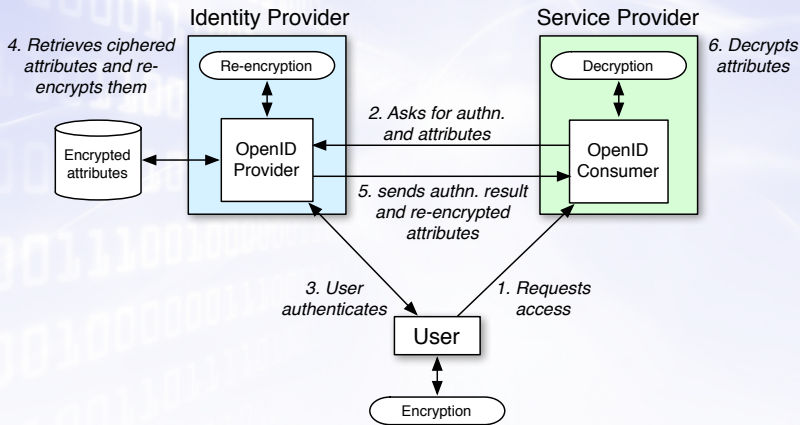 Identity Provider
Service Provider
4. Retrieves ciphered
attributes and re-
encrypts them
Re-encryption
Decryption
6. Decrypts
attributes
2. Asks for authn.
and attributes
Encrypted
attributes
OpenID
Provider
OpenID
Consumer
5. sends authn. result
and re-encrypted
attributes
3. User
authenticates
1. Requests
access
User
Encryption